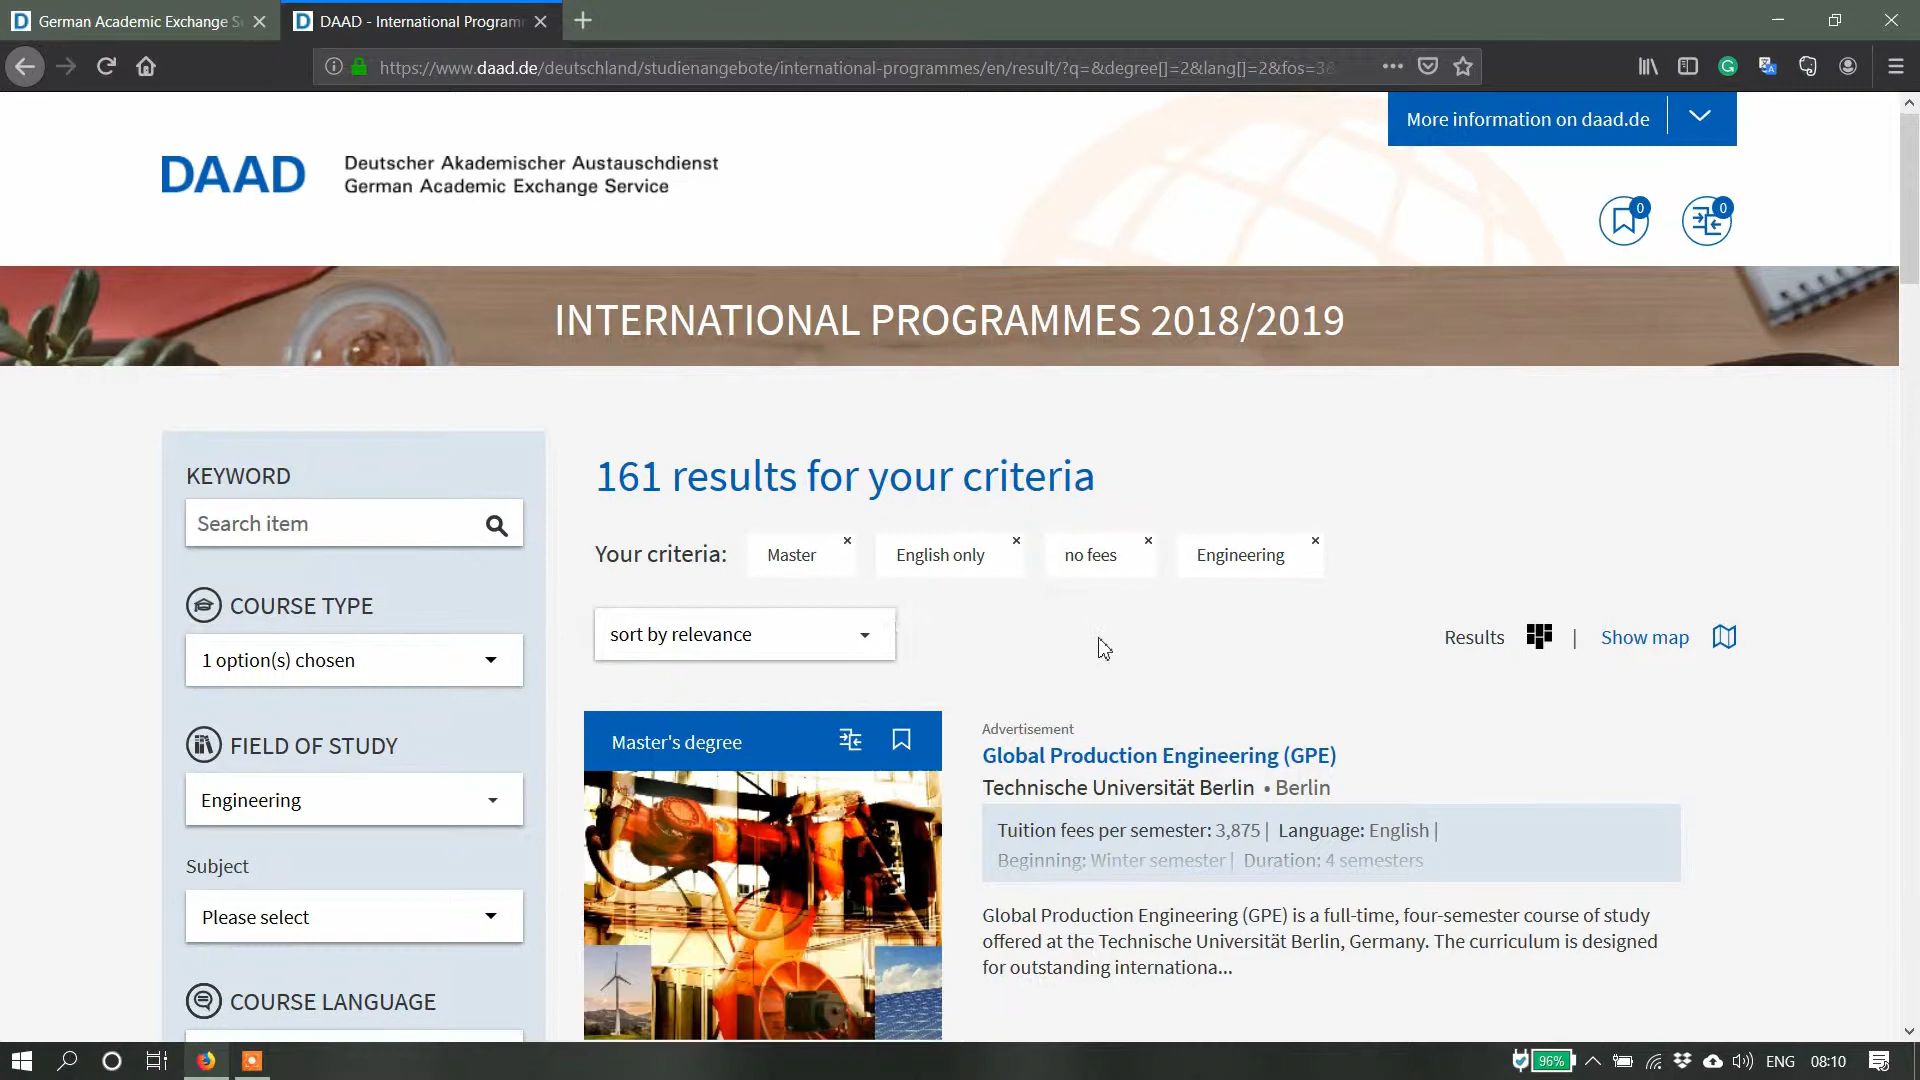 German Academic Exchange S
DAAD - International Program
https://www.daad.de/deutschland/studienangebote/international-programmes/en/result/?q=&degree[]=2&lang[]=2&fos=3&
More information on daad.de
DAAD
Deutscher Akademischer Austauschdienst
German Academic Exchange Service
0
0
INTERNATIONAL PROGRAMMES 2018/2019
KEYWORD
Search item
COURSE TYPE
1 option(s) chosen
FIELD OF STUDY
Engineering
Subject
Please select
COURSE LANGUAGE
161 results for your criteria
Your criteria: Master × English only × no fees × Engineering ×
sort by relevance
Results | Show map
Master's degree
Advertisement
Global Production Engineering (GPE)
Technische Universität Berlin • Berlin
Tuition fees per semester: 3,875 | Language: English |
Beginning: Winter semester | Duration: 4 semesters
Global Production Engineering (GPE) is a full-time, four-semester course of study
offered at the Technische Universität Berlin, Germany. The curriculum is designed
for outstanding internationa...
96%
ENG
08:10